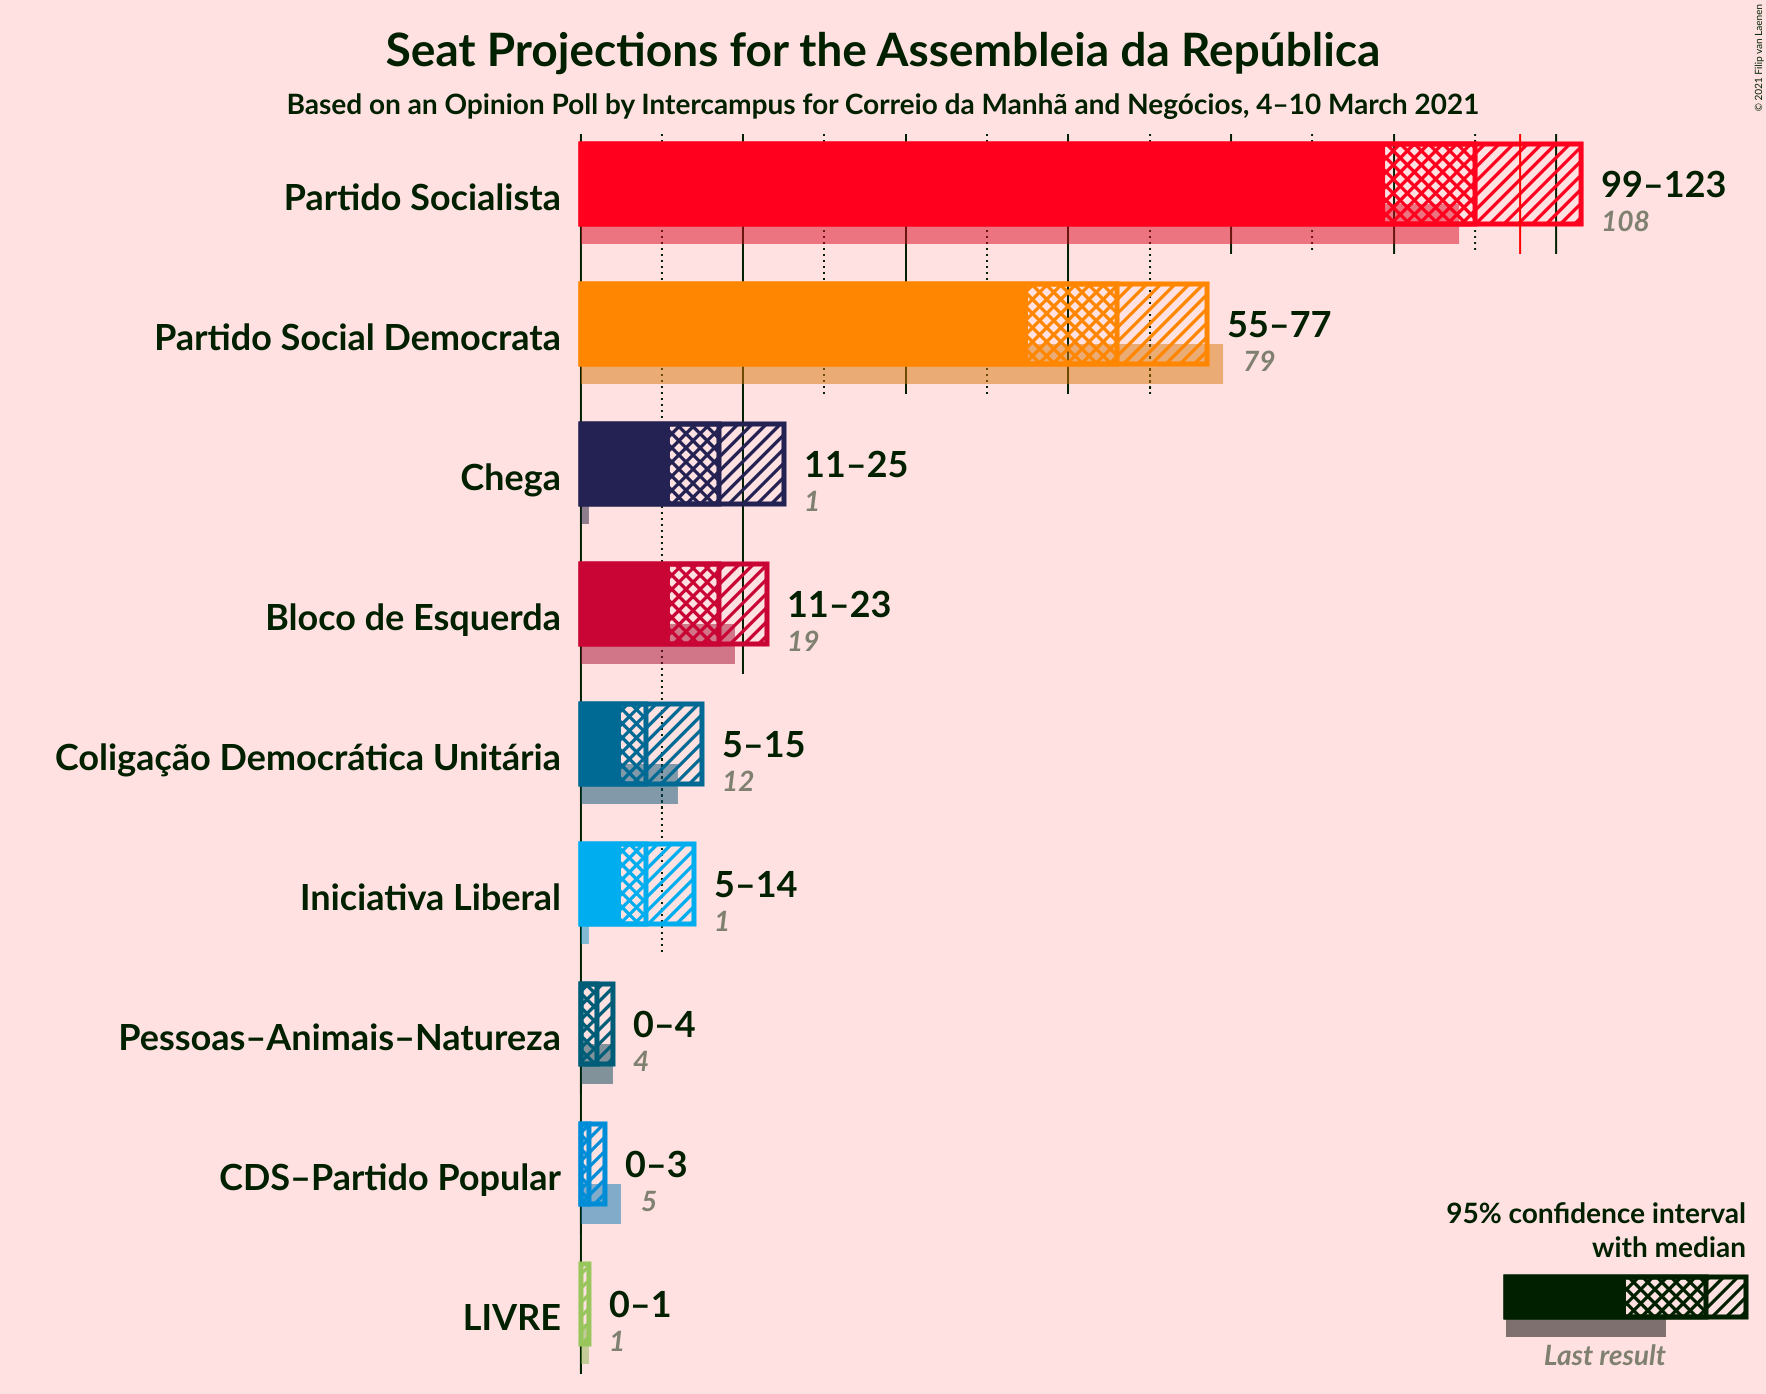 Seat Projections for the Assembleia da República
Based on an Opinion Poll by Intercampus for Correio da Manhã and Negócios, 4–10 March 2021
© 2021 Filip van Laenen
Partido Socialista
99–123
108
Partido Social Democrata
55–77
79
Chega
11–25
1
Bloco de Esquerda
11–23
19
Coligação Democrática Unitária
5–15
12
Iniciativa Liberal
5–14
1
Pessoas–Animais–Natureza
0–4
4
CDS–Partido Popular
0–3
5
LIVRE
0–1
1
95% confidence interval
with median
Last result